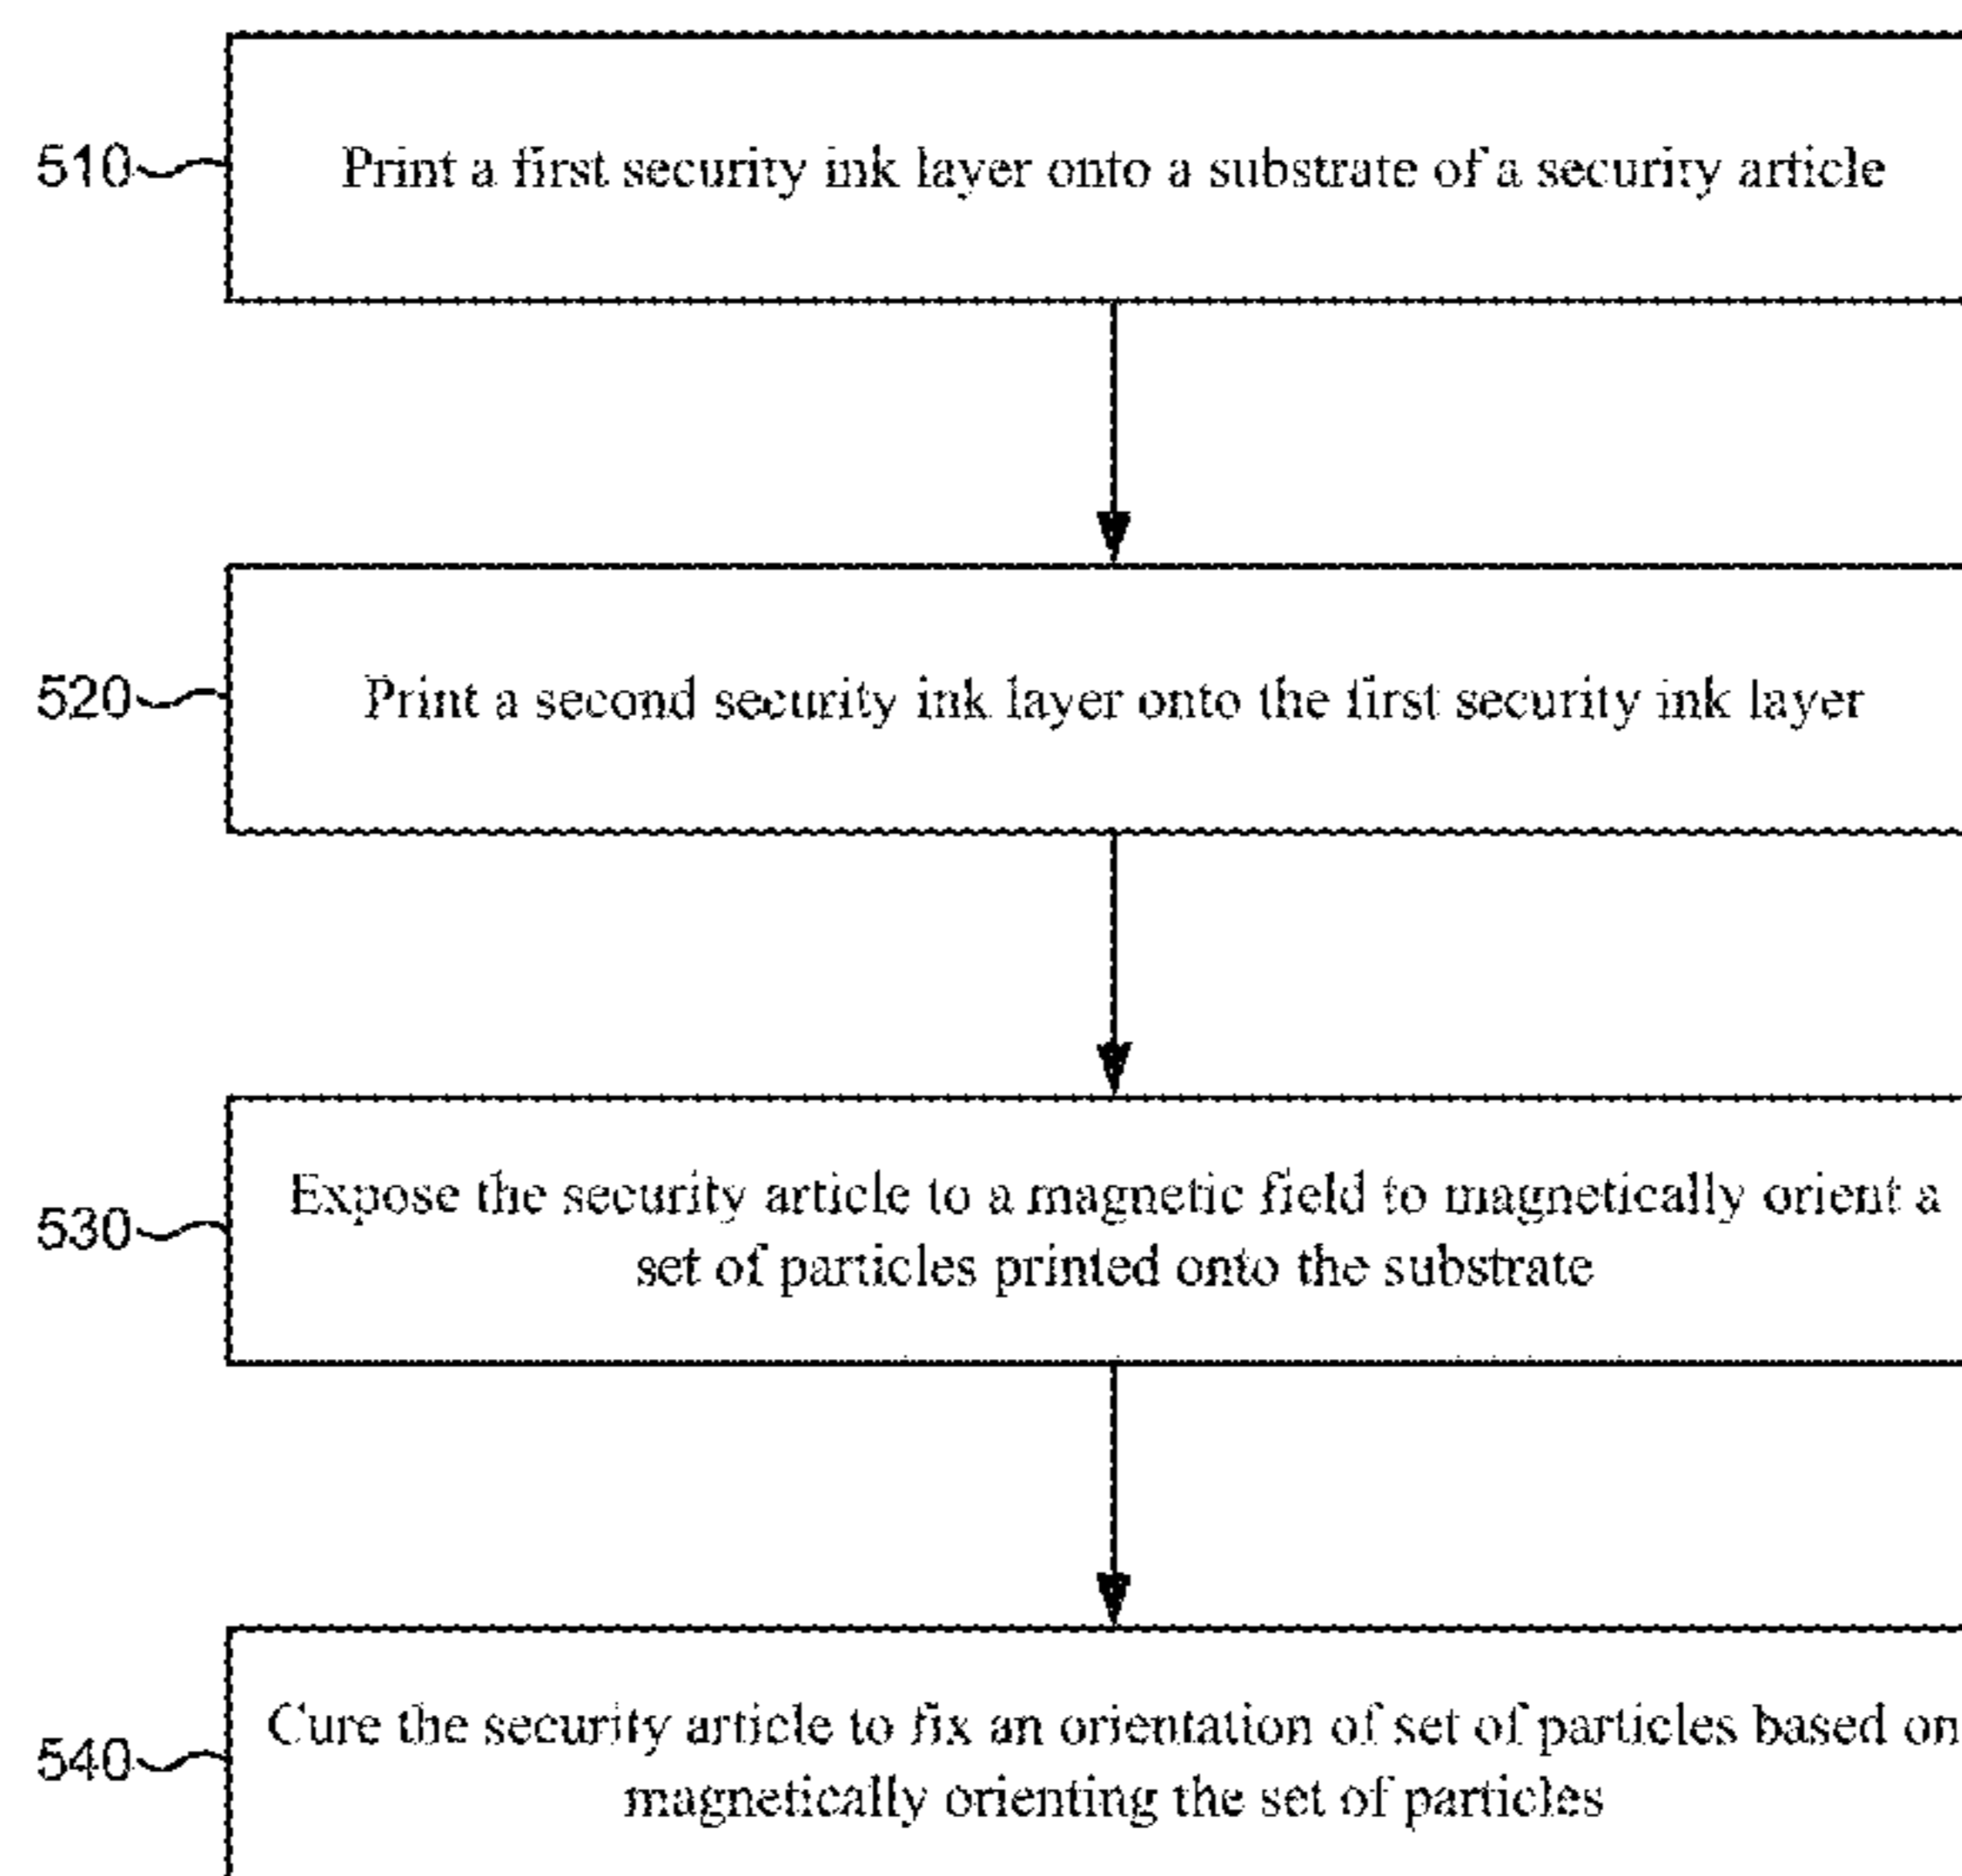 510 Print a first security ink layer onto a substrate of a security article
520 Print a second security ink layer onto the first security ink layer
530 Expose the security article to a magnetic field to magnetically orient a
set of particles printed onto the substrate
540 Cure the security article to fix an orientation of set of particles based on
magnetically orienting the set of particles